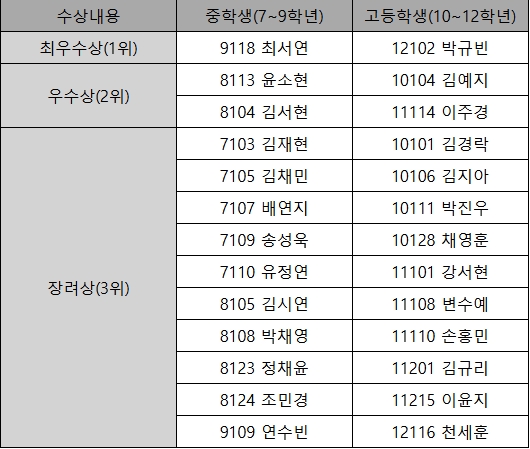 수상내용 중학생(7~9학년) 고등학생(10~12학년)
최우수상(1위) 9118 최서연 12102 박규빈
우수상(2위) 8113 윤소현 10104 김예지
8104 김서현 11114 이주경
장려상(3위) 7103 김재현 10101 김경락
7105 김채민 10106 김지아
7107 배연지 10111 박진우
7109 송성욱 10128 채영훈
7110 유정연 11101 강서현
8105 김시연 11108 변수예
8108 박채영 11110 손홍민
8123 정채윤 11201 김규리
8124 조민경 11215 이윤지
9109 연수빈 12116 천세훈